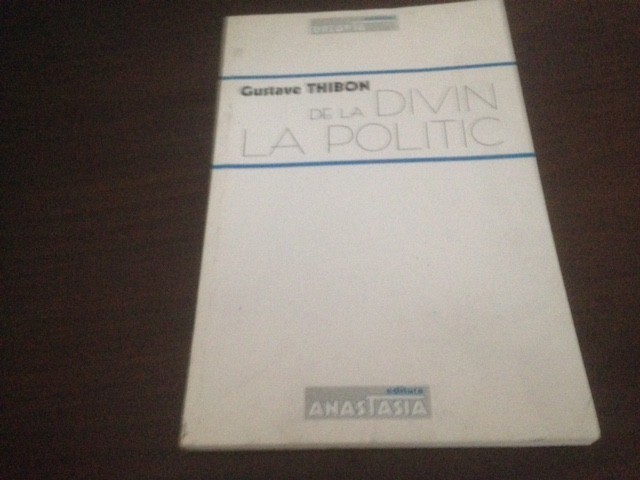 Gustave THIBON
DE LA DIVIN
LA POLITIC
editura
ANASTASIA